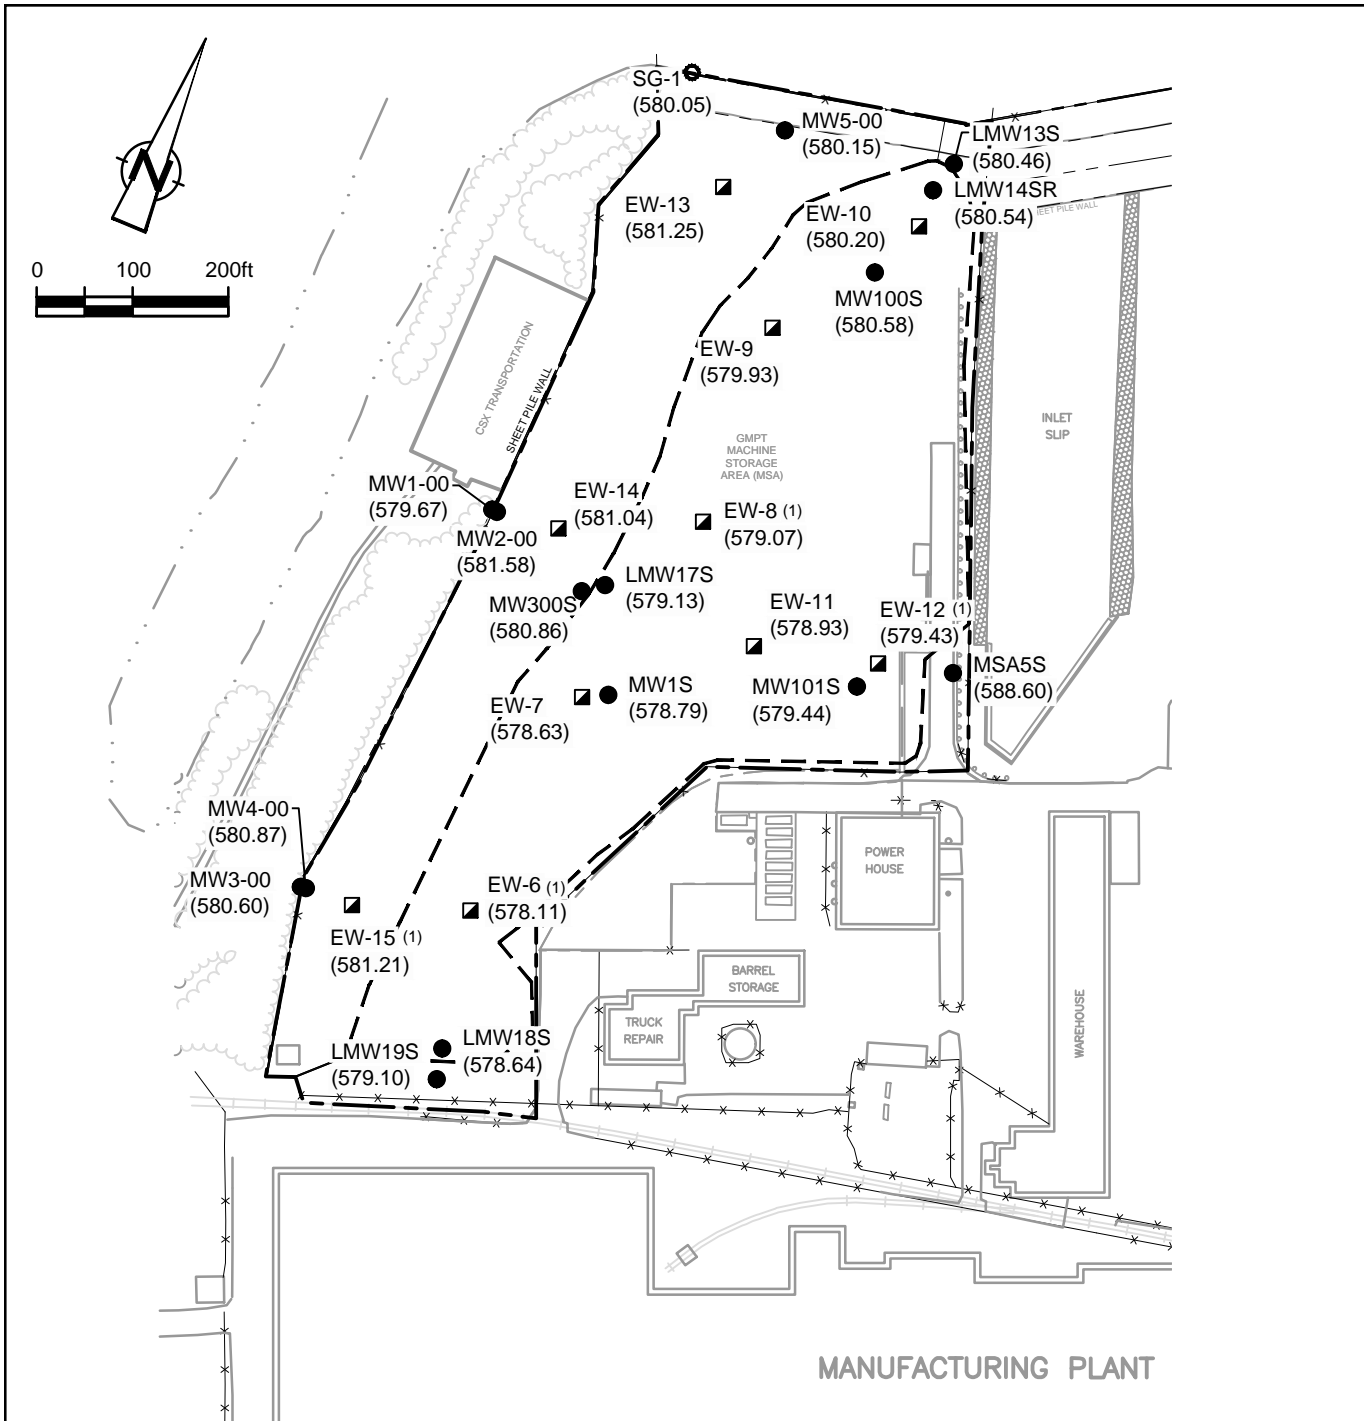 SG-1
(580.05)
MW5-00
(580.15)
LMW13S
(580.46)
N
EW-13
(581.25)
EW-10
(580.20)
LMW14SR
(580.54)
SHEET PILE WALL
0 100 200ft
MW100S
(580.58)
CSX TRANSPORTATION
SHEET PILE WALL
EW-9
(579.93)
INLET
SLIP
GMPT
MACHINE
STORAGE
AREA (MSA)
MW1-00
(579.67)
EW-14
(581.04)
EW-8 (1)
(579.07)
MW2-00
(581.58)
LMW17S
(579.13)
MW300S
(580.86)
EW-11
(578.93)
EW-12 (1)
(579.43)
MSA5S
(588.60)
EW-7
(578.63)
MW1S
(578.79)
MW101S
(579.44)
MW4-00
(580.87)
POWER
HOUSE
MW3-00
(580.60)
EW-6 (1)
(578.11)
EW-15 (1)
(581.21)
BARREL
STORAGE
TRUCK
REPAIR
WAREHOUSE
LMW18S
(578.64)
LMW19S
(579.10)
MANUFACTURING PLANT